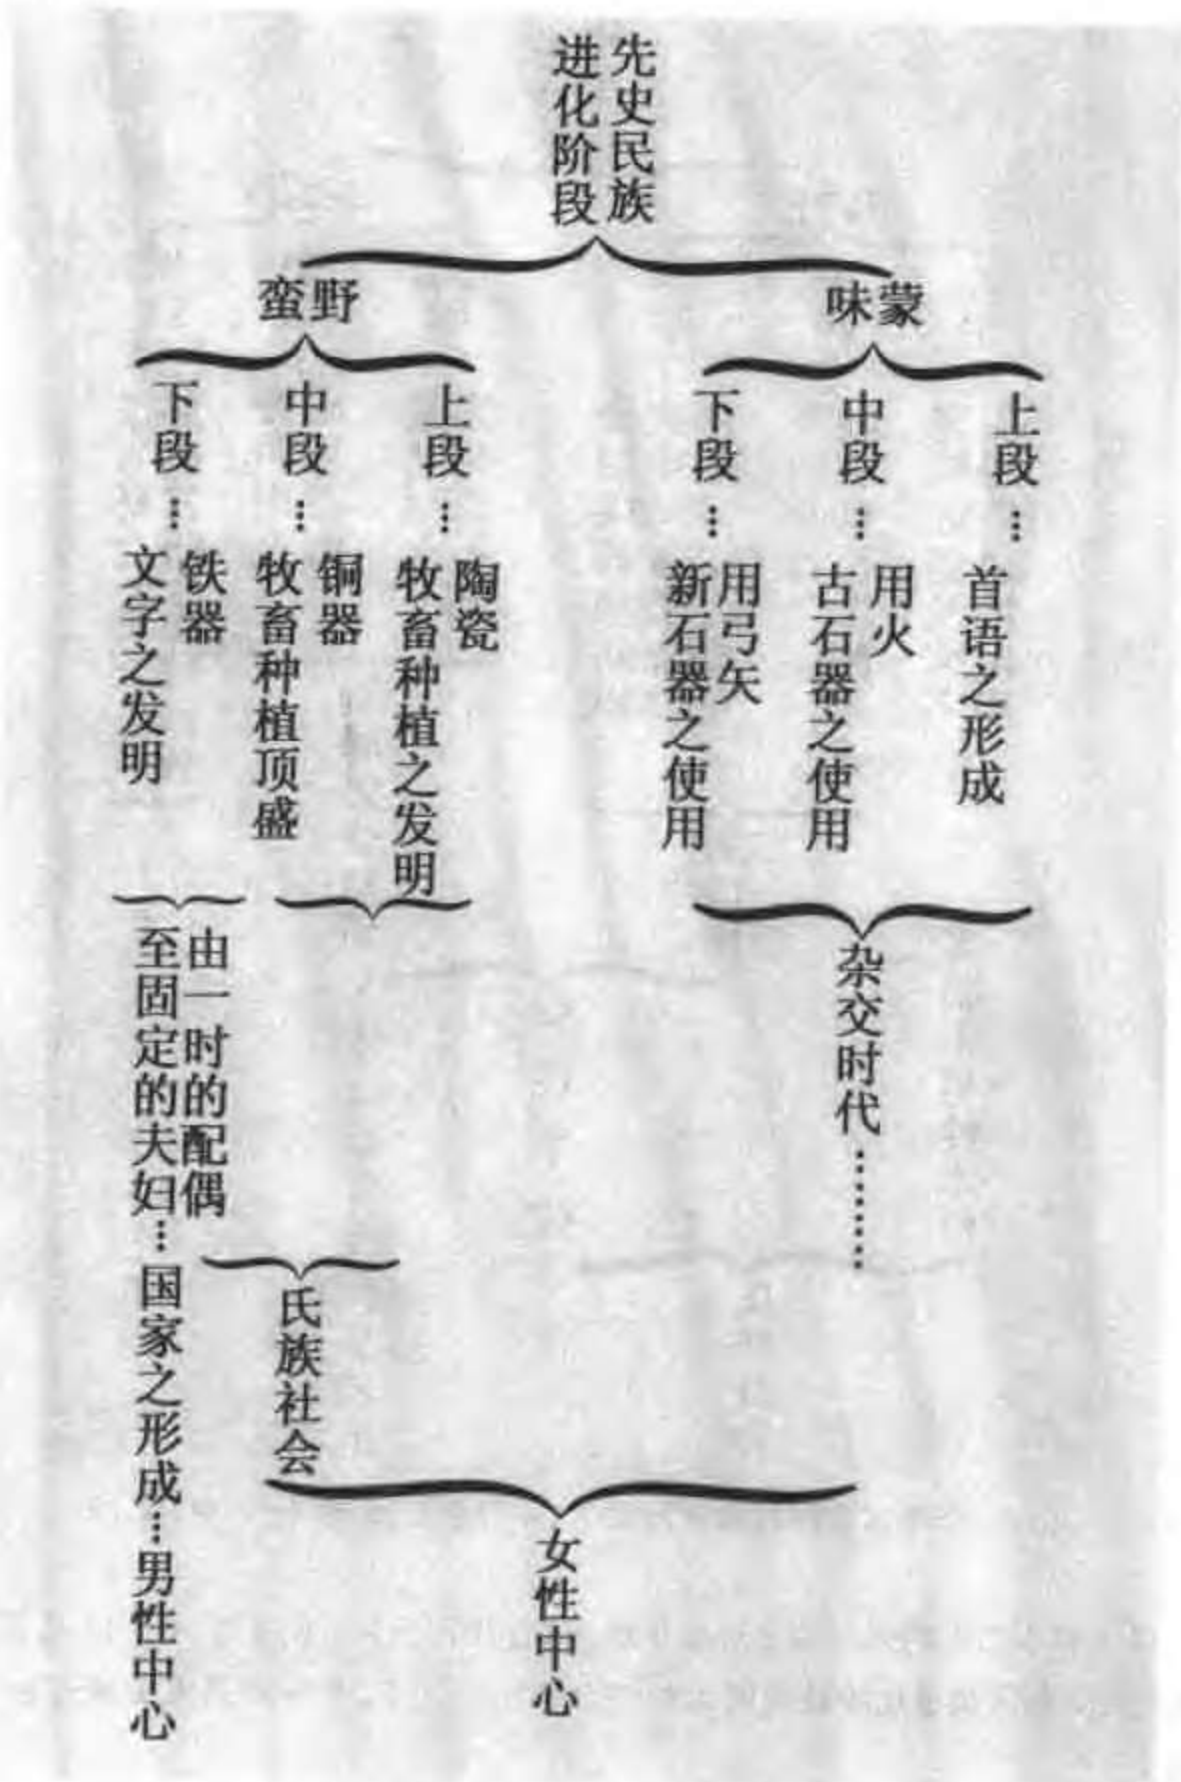 先史民族
进化阶段
蒙味
上段…
首语之形成
中段…
用火
古石器之使用
下段…
用弓矢
新石器之使用
杂交时代……
野蛮
上段…
陶瓷
牧畜种植之发明
中段…
铜器
牧畜种植顶盛
下段…
铁器
文字之发明
由一时的配偶
至固定的夫妇…国家之形成…男性中心
氏族社会
女性中心